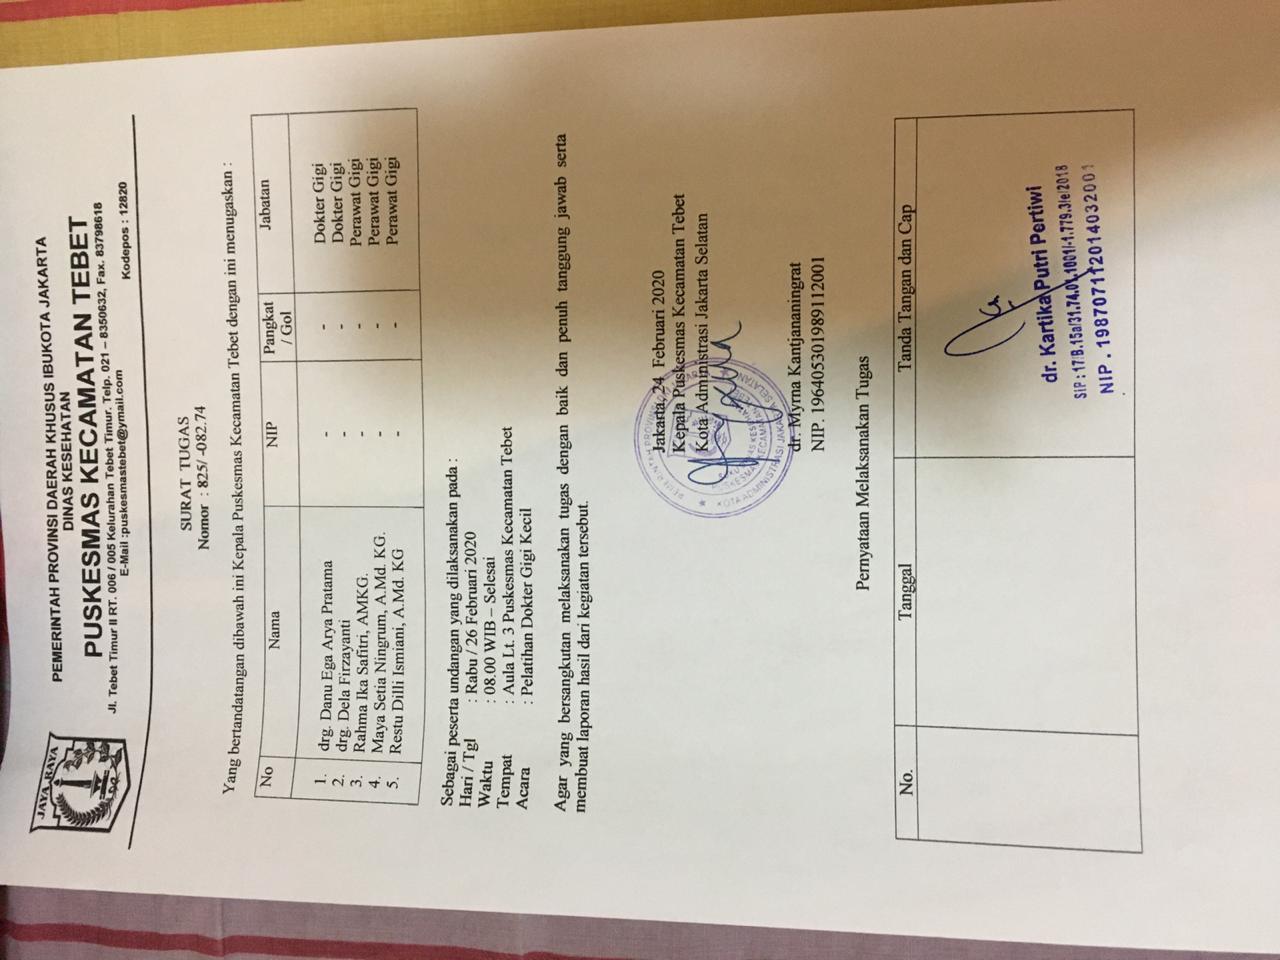 JAYA RAYA
PEMERINTAH PROVINSI DAERAH KHUSUS IBUKOTA JAKARTA
DINAS KESEHATAN
PUSKESMAS KECAMATAN TEBET
Jl. Tebet Timur II RT. 006 / 005 Kelurahan Tebet Timur. Telp. 021 – 8350632, Fax. 83798618
E-Mail :puskesmastebet@ymail.com Kodepos : 12820
SURAT TUGAS
Nomor : 825/ -082.74
Yang bertandatangan dibawah ini Kepala Puskesmas Kecamatan Tebet dengan ini menugaskan :
No Nama NIP Pangkat / Gol Jabatan
1. drg. Danu Ega Arya Pratama - - Dokter Gigi
2. drg. Dela Firzayanti - - Dokter Gigi
3. Rahma Ika Safitri, AMKG. - - Perawat Gigi
4. Maya Setia Ningrum, A.Md. KG. - - Perawat Gigi
5. Restu Dilli Ismiani, A.Md. KG - - Perawat Gigi
Sebagai peserta undangan yang dilaksanakan pada :
Hari / Tgl : Rabu / 26 Februari 2020
Waktu : 08.00 WIB – Selesai
Tempat : Aula Lt. 3 Puskesmas Kecamatan Tebet
Acara : Pelatihan Dokter Gigi Kecil
Agar yang bersangkutan melaksanakan tugas dengan baik dan penuh tanggung jawab serta
membuat laporan hasil dari kegiatan tersebut.
Jakarta, 24 Februari 2020
Kepala Puskesmas Kecamatan Tebet
Kota Administrasi Jakarta Selatan
KOTA ADMINISTRASI JAKARTA SELATAN
dr. Myrna Kantjananingrat
NIP. 196405301989112001
Pernyataan Melaksanakan Tugas
No. Tanggal Tanda Tangan dan Cap
dr. Kartika Putri Pertiwi
SIP : 17/B.15a/31.74.01.1001/-1.779.3/e/2018
NIP . 198707112014032001